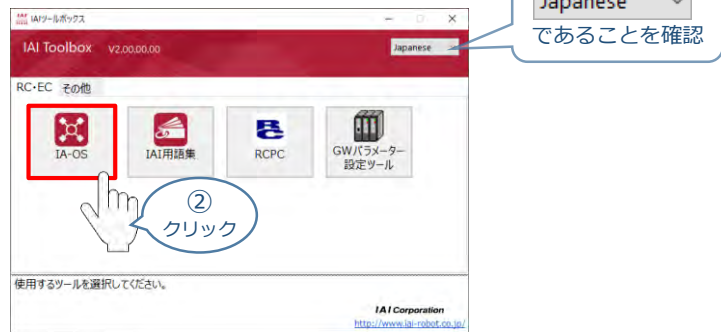 IAIツールボックス
IAI Toolbox V2.00.00.00
Japanese
Japanese
であることを確認
RC・EC その他
IA-OS
IAI用語集
RCPC
GWパラメーター
設定ツール
②
クリック
使用するツールを選択してください。
IAI Corporation
http://www.iai-robot.co.jp/